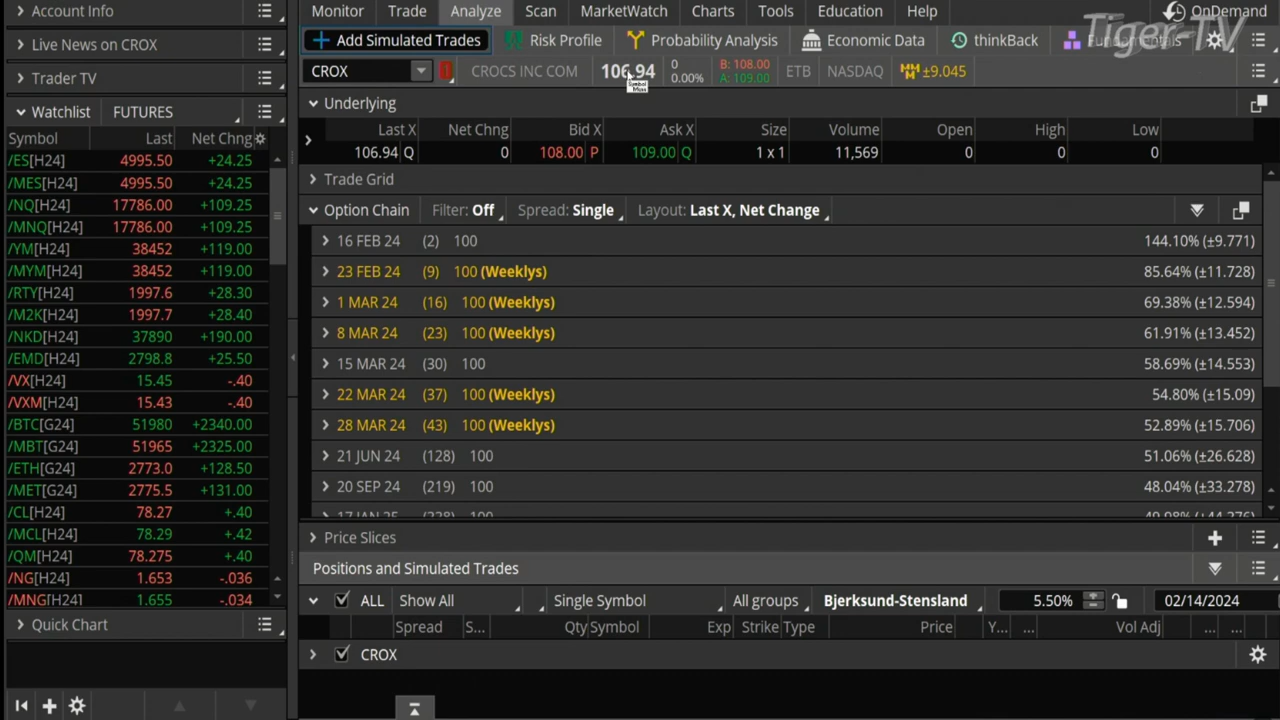 Account Info
Live News on CROX
Trader TV
Watchlist FUTURES
Symbol Last Net Chng
/ES[H24] 4995.50 +24.25
/MES[H24] 4995.50 +24.25
/NQ[H24] 17786.00 +109.25
/MNQ[H24] 17786.00 +109.25
/YM[H24] 38452 +119.00
/MYM[H24] 38452 +119.00
/RTY[H24] 1997.6 +28.30
/M2K[H24] 1997.7 +28.40
/NKD[H24] 37890 +190.00
/EMD[H24] 2798.8 +25.50
/VX[H24] 15.45 -.40
/VXM[H24] 15.43 -.40
/BTC[G24] 51980 +2340.00
/MBT[G24] 51965 +2325.00
/ETH[G24] 2773.0 +128.50
/MET[G24] 2775.5 +131.00
/CL[H24] 78.27 +.40
/MCL[H24] 78.29 +.42
/QM[H24] 78.275 +.40
/NG[H24] 1.653 -.036
/MNG[H24] 1.655 -.034
Quick Chart
Monitor Trade Analyze Scan MarketWatch Charts Tools Education Help OnDemand
Tiger-TV
Add Simulated Trades Risk Profile Probability Analysis Economic Data thinkBack Fundamentals
CROX CROCS INC COM 106.94 0 0.00% B: 108.00 A: 109.00 ETB NASDAQ ±9.045
Underlying
Last X Net Chng Bid X Ask X Size Volume Open High Low
106.94 Q 0 108.00 P 109.00 Q 1 x 1 11,569 0 0 0
Trade Grid
Option Chain Filter: Off Spread: Single Layout: Last X, Net Change
16 FEB 24 (2) 100 144.10% (±9.771)
23 FEB 24 (9) 100 (Weeklys) 85.64% (±11.728)
1 MAR 24 (16) 100 (Weeklys) 69.38% (±12.594)
8 MAR 24 (23) 100 (Weeklys) 61.91% (±13.452)
15 MAR 24 (30) 100 58.69% (±14.553)
22 MAR 24 (37) 100 (Weeklys) 54.80% (±15.09)
28 MAR 24 (43) 100 (Weeklys) 52.89% (±15.706)
21 JUN 24 (128) 100 51.06% (±26.628)
20 SEP 24 (219) 100 48.04% (±33.278)
Price Slices
Positions and Simulated Trades
ALL Show All Single Symbol All groups Bjerksund-Stensland 5.50% 02/14/2024
Spread S... Qty Symbol Exp Strike Type Price Y... ... Vol Adj ... ...
CROX